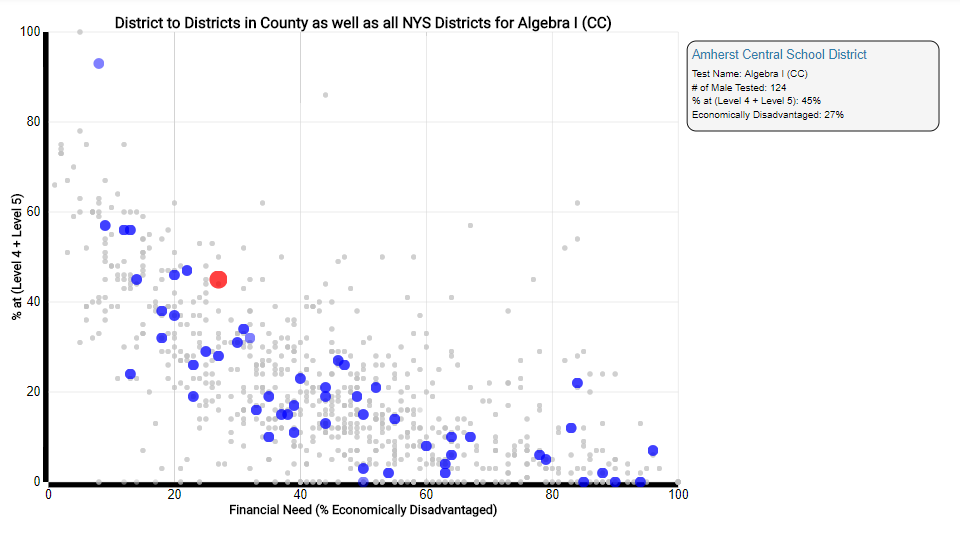 District to Districts in County as well as all NYS Districts for Algebra I (CC)
100
80
60
40
20
0
% at (Level 4 + Level 5)
0 20 40 60 80 100
Financial Need (% Economically Disadvantaged)
Amherst Central School District
Test Name: Algebra I (CC)
# of Male Tested: 124
% at (Level 4 + Level 5): 45%
Economically Disadvantaged: 27%